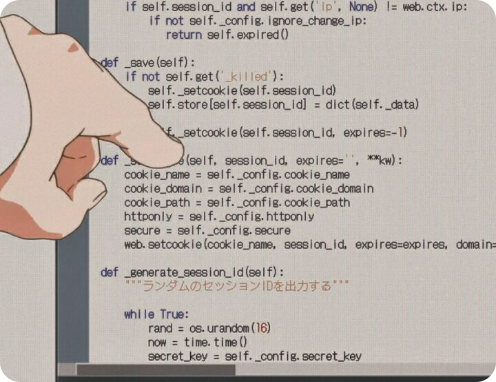 if self.session_id and self.get('ip', None) != web.ctx.ip:
if not self._config.ignore_change_ip:
return self.expired()
def _save(self):
if not self.get('_killed'):
self._setcookie(self.session_id)
self.store[self.session_id] = dict(self._data)
_setcookie(self.session_id, expires=-1)
def (self, session_id, expires='', **kw):
cookie_name = self._config.cookie_name
cookie_domain = self._config.cookie_domain
cookie_path = self._config.cookie_path
httponly = self._config.httponly
secure = self._config.secure
web.setcookie(cookie_name, session_id, expires=expires, domain=
def _generate_session_id(self):
"""ランダムのセッションIDを出力する"""
while True:
rand = os.urandom(16)
now = time.time()
secret_key = self._config.secret_key